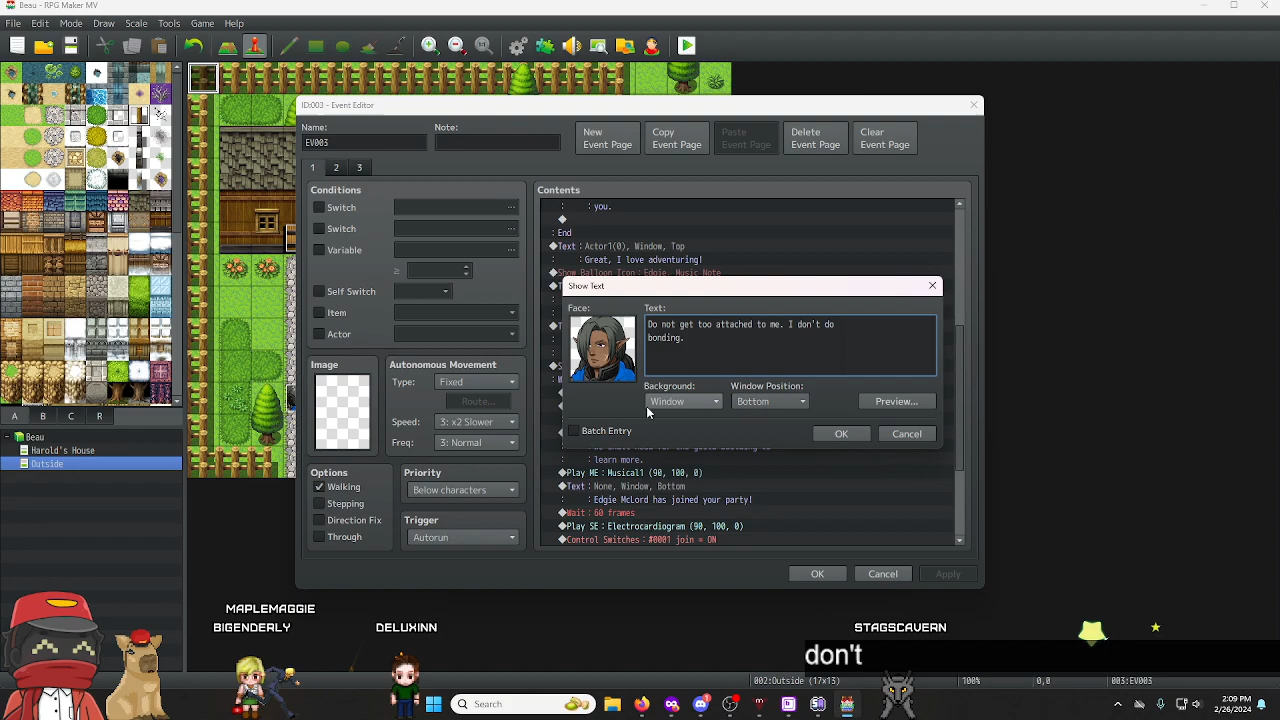 Beau - RPG Maker MV
File Edit Mode Draw Scale Tools Game Help
ID:003 - Event Editor
Name:
Note:
EV003
New Event Page
Copy Event Page
Paste Event Page
Delete Event Page
Clear Event Page
1 2 3
Conditions
Switch
Switch
Variable
≥
Self Switch
Item
Actor
Image
Autonomous Movement
Type: Fixed
Route...
Speed: 3: x2 Slower
Freq: 3: Normal
Options
Walking
Stepping
Direction Fix
Through
Priority
Below characters
Trigger
Autorun
Contents
: : you.
◆
: End
◆Text : Actor1(0), Window, Top
: : Great, I love adventuring!
◆Show Balloon Icon : Edgie, Music Note
Show Text
Face:
Text:
Do not get too attached to me. I don't do
bonding.
Background:
Window Position:
Window
Bottom
Preview...
Batch Entry
OK
Cancel
learn more.
◆Play ME : Musical1 (90, 100, 0)
◆Text : None, Window, Bottom
: : Edgie McLord has joined your party!
◆Wait : 60 frames
◆Play SE : Electrocardiogram (90, 100, 0)
◆Control Switches : #0001 join = ON
OK
Cancel
Apply
A B C R
Beau
Harold's House
Outside
MAPLEMAGGIE
BIGENDERLY
DELUXINN
STAGSCAVERN
don't
002:Outside (17x13)
100%
0,0
003:EV003
Search
2:09 PM
2/26/2024